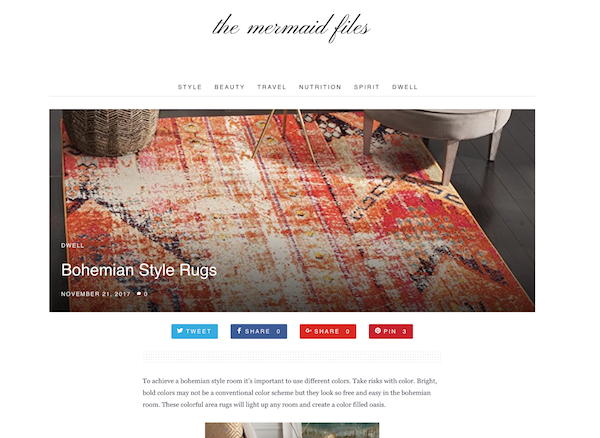 the mermaid files
STYLE BEAUTY TRAVEL NUTRITION SPIRIT DWELL
DWELL
Bohemian Style Rugs
NOVEMBER 21, 2017 0
TWEET SHARE 0 SHARE 0 PIN 3
To achieve a bohemian style room it's important to use different colors. Take risks with color. Bright,
bold colors may not be a conventional color scheme but they look so free and easy in the bohemian
room. These colorful area rugs will light up any room and create a color filled oasis.